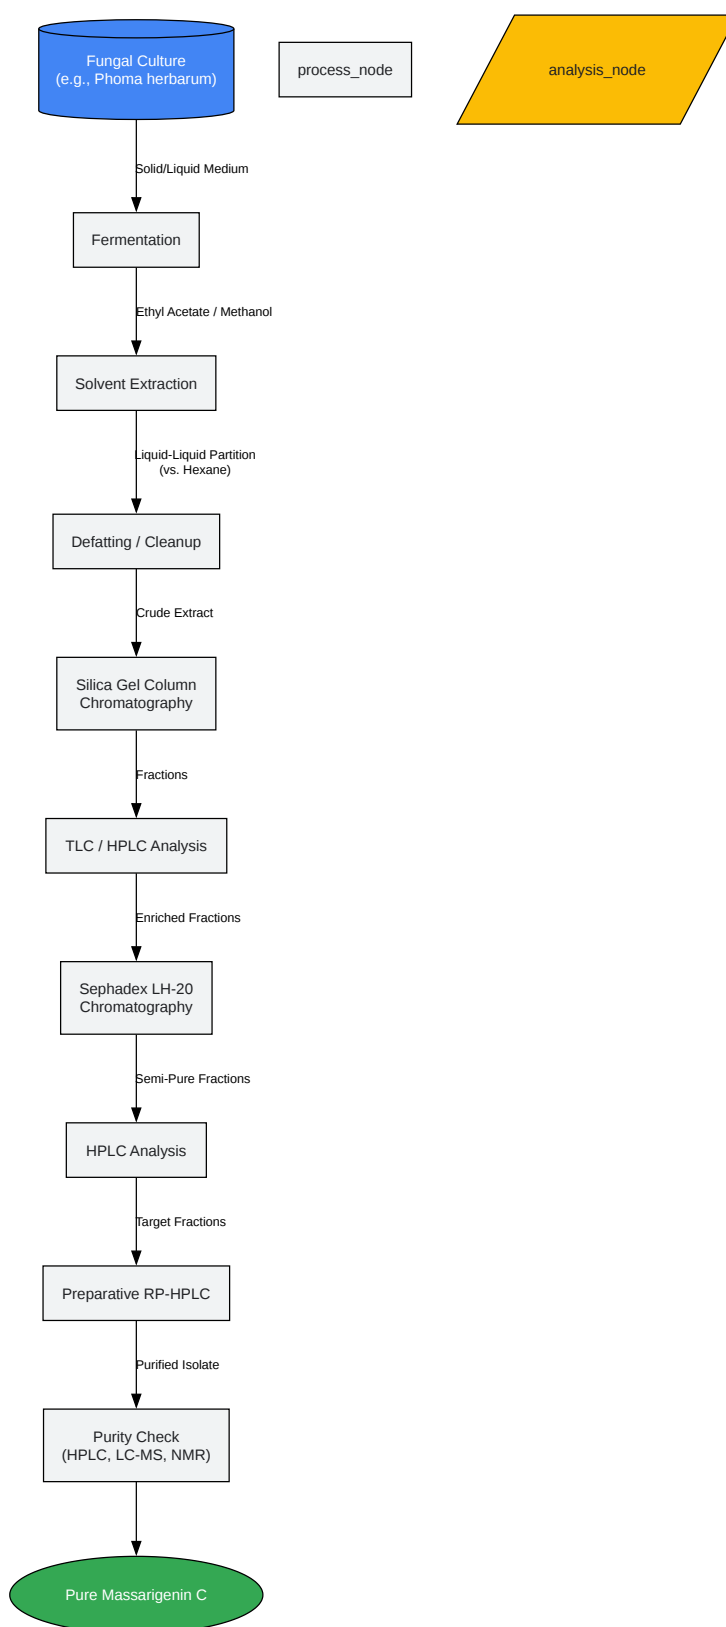 Fungal Culture
(e.g., Phoma herbarum)
process_node
analysis_node
Solid/Liquid Medium
Fermentation
Ethyl Acetate / Methanol
Solvent Extraction
Liquid-Liquid Partition
(vs. Hexane)
Defatting / Cleanup
Crude Extract
Silica Gel Column
Chromatography
Fractions
TLC / HPLC Analysis
Enriched Fractions
Sephadex LH-20
Chromatography
Semi-Pure Fractions
HPLC Analysis
Target Fractions
Preparative RP-HPLC
Purified Isolate
Purity Check
(HPLC, LC-MS, NMR)
Pure Massarigenin C